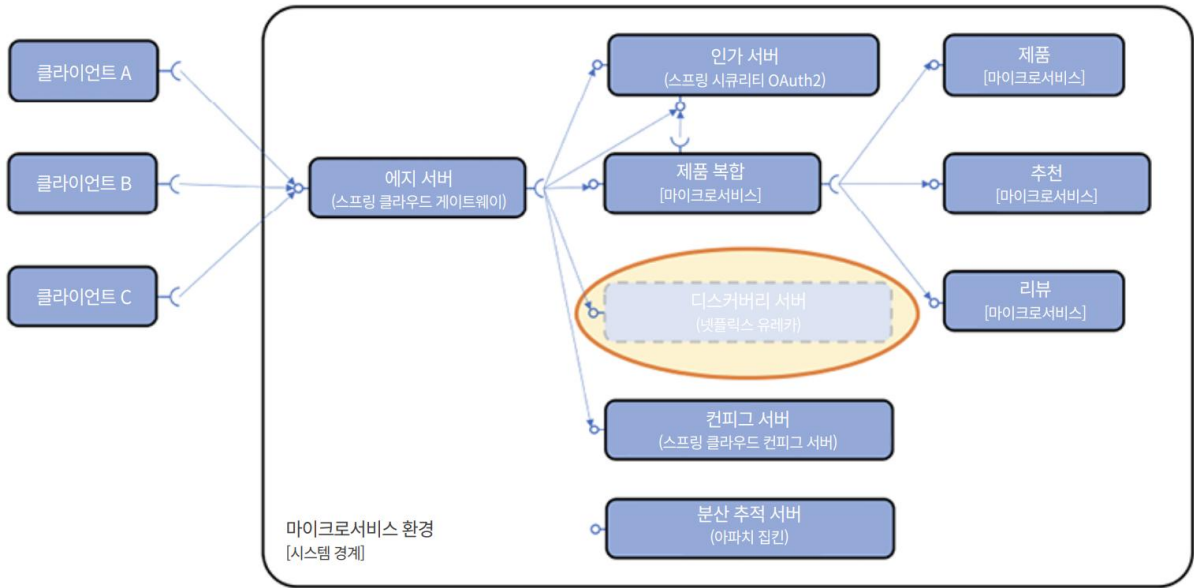 클라이언트 A
클라이언트 B
클라이언트 C
에지 서버
(스프링 클라우드 게이트웨이)
인가 서버
(스프링 시큐리티 OAuth2)
제품 복합
[마이크로서비스]
디스커버리 서버
(넷플릭스 유레카)
컨피그 서버
(스프링 클라우드 컨피그 서버)
분산 추적 서버
(아파치 집킨)
제품
[마이크로서비스]
추천
[마이크로서비스]
리뷰
[마이크로서비스]
마이크로서비스 환경
[시스템 경계]